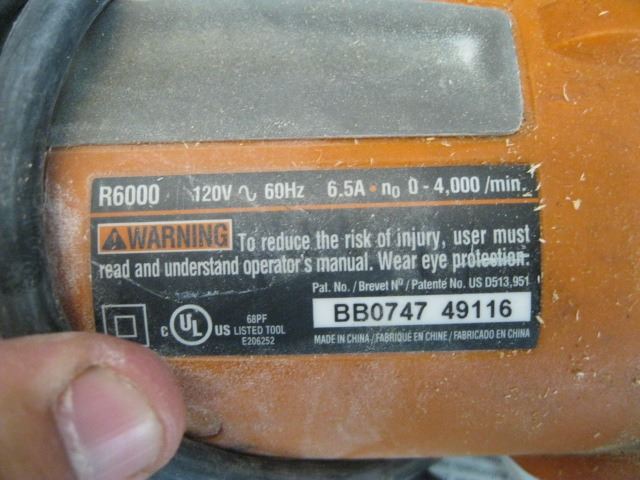 R6000 120V ∿ 60Hz 6.5A • n₀ 0 - 4,000 /min.
⚠WARNING To reduce the risk of injury, user must
read and understand operator's manual. Wear eye protection.
Pat. No. / Brevet Nº / Patente No. US D513,951
BB0747 49116
C UL US
68PF
LISTED TOOL
E206252
MADE IN CHINA / FABRIQUÉ EN CHINE / FABRICADO EN CHINA